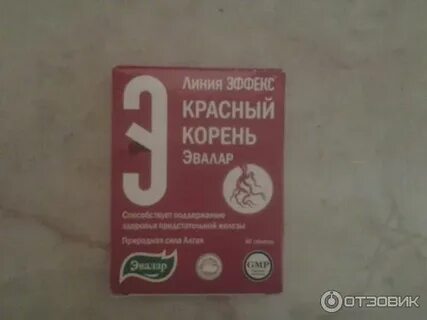 Э
Линия ЭФФЕКС
КРАСНЫЙ
КОРЕНЬ
ЭВАЛАР
Способствует поддержанию
здоровья предстательной железы
Природная сила Алтая
Эвалар
GMP
ОТЗОВИК